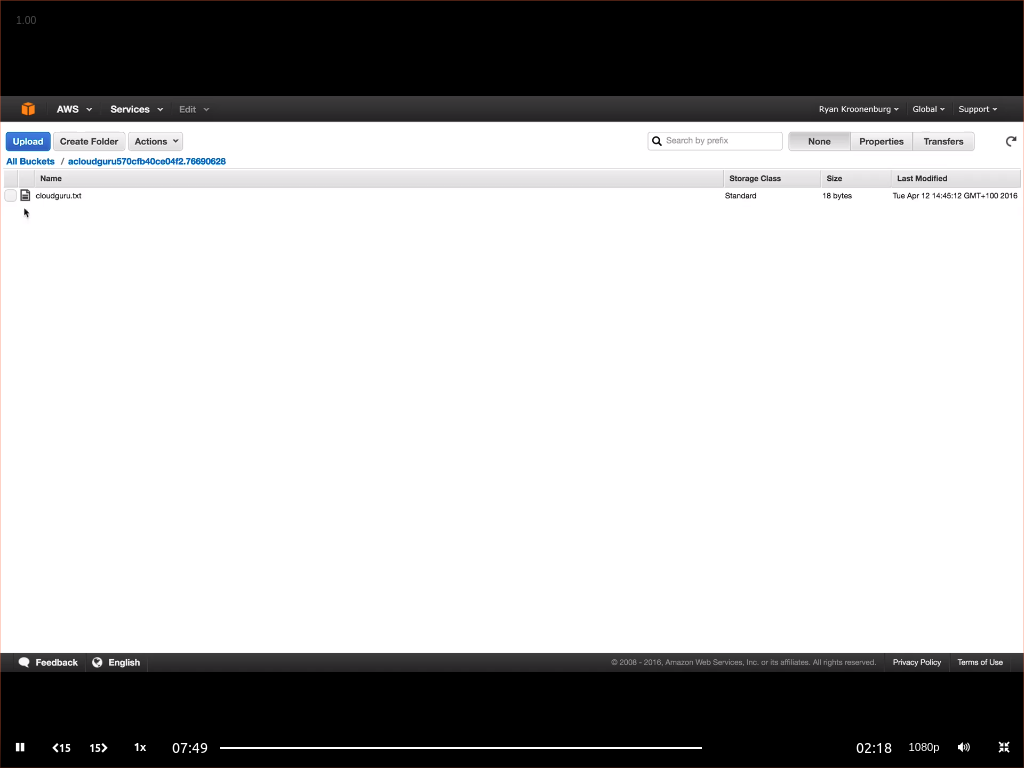 1.00
AWS Services Edit Ryan Kroonenburg Global Support
Upload Create Folder Actions Search by prefix None Properties Transfers
All Buckets / acloudguru570cfb40ce04f2.76690628
Name Storage Class Size Last Modified
cloudguru.txt Standard 18 bytes Tue Apr 12 14:45:12 GMT+100 2016
Feedback English © 2008 - 2016, Amazon Web Services, Inc. or its affiliates. All rights reserved. Privacy Policy Terms of Use
15 15 1x 07:49 02:18 1080p